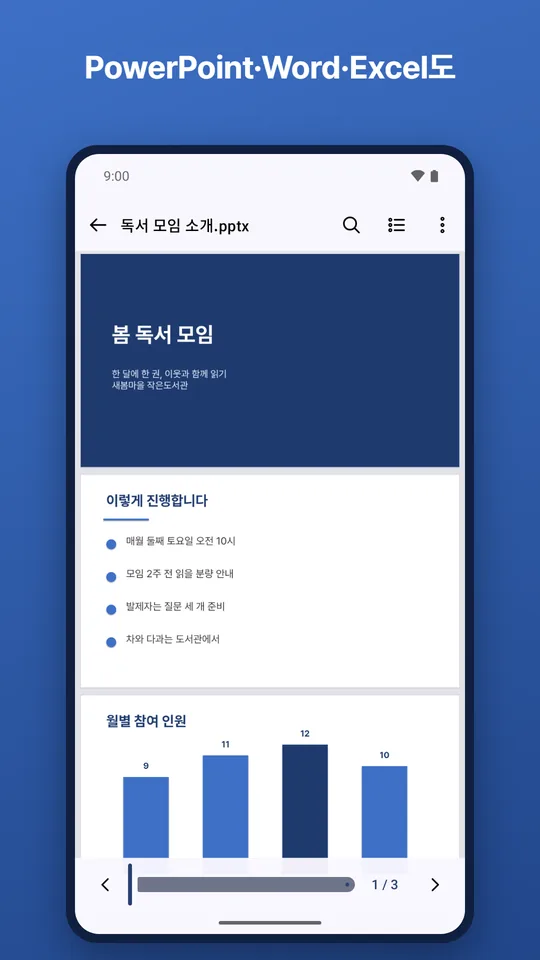 PowerPoint·Word·Excel도
9:00
독서 모임 소개.pptx
봄 독서 모임
한 달에 한 권, 이웃과 함께 읽기
새봄마을 작은도서관
이렇게 진행합니다
매월 둘째 토요일 오전 10시
모임 2주 전 읽을 분량 안내
발제자는 질문 세 개 준비
차와 다과는 도서관에서
월별 참여 인원
9
11
12
10
1 / 3